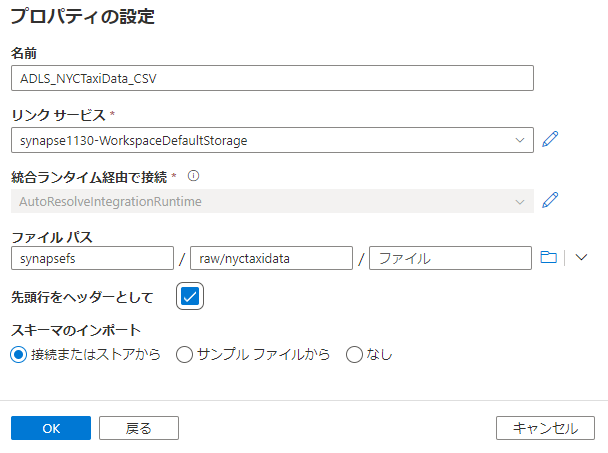 プロパティの設定
名前
ADLS_NYCTaxiData_CSV
リンク サービス *
synapse1130-WorkspaceDefaultStorage
統合ランタイム経由で接続 *
AutoResolveIntegrationRuntime
ファイル パス
synapsefs / raw/nyctaxidata / ファイル
先頭行をヘッダーとして
スキーマのインポート
接続またはストアから サンプル ファイルから なし
OK 戻る キャンセル